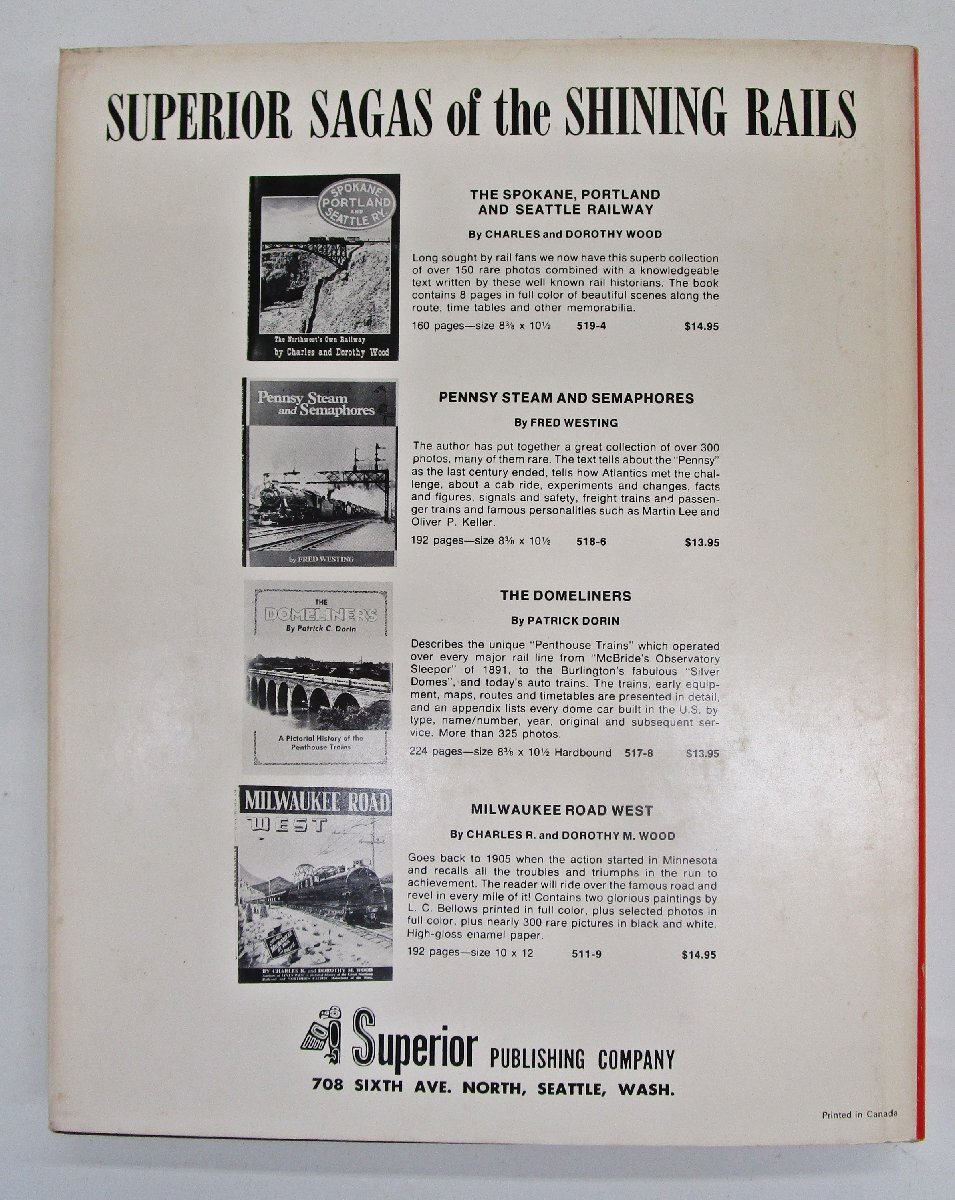 SUPERIOR SAGAS of the SHINING RAILS
SPOKANE,
PORTLAND
AND
SEATTLE RY.
The Northwest's Own Railway
by Charles and Dorothy Wood
THE SPOKANE, PORTLAND
AND SEATTLE RAILWAY
By CHARLES and DOROTHY WOOD
Long sought by rail fans we now have this superb collection
of over 150 rare photos combined with a knowledgeable
text written by these well known rail historians. The book
contains 8 pages in full color of beautiful scenes along the
route, time tables and other memorabilia.
160 pages—size 8⅜ x 10½ 519-4 $14.95
Pennsy Steam
and Semaphores
by FRED WESTING
PENNSY STEAM AND SEMAPHORES
By FRED WESTING
The author has put together a great collection of over 300
photos, many of them rare. The text tells about the "Pennsy"
as the last century ended, tells how Atlantics met the chal-
lenge, about a cab ride, experiments and changes, facts
and figures, signals and safety, freight trains and passen-
ger trains and famous personalities such as Martin Lee and
Oliver P. Keller.
192 pages—size 8⅜ x 10½ 518-6 $13.95
THE
DOMELINERS
By Patrick C. Dorin
A Pictorial History of the
Penthouse Trains
THE DOMELINERS
By PATRICK DORIN
Describes the unique "Penthouse Trains" which operated
over every major rail line from "McBride's Observatory
Sleeper" of 1891, to the Burlington's fabulous "Silver
Domes", and today's auto trains. The trains, early equip-
ment, maps, routes and timetables are presented in detail,
and an appendix lists every dome car built in the U.S. by
type, name/number, year, original and subsequent ser-
vice. More than 325 photos.
224 pages—size 8⅜ x 10½ Hardbound 517-8 $13.95
MILWAUKEE ROAD
WEST
BY CHARLES R. and DOROTHY M. WOOD
MILWAUKEE ROAD WEST
By CHARLES R. and DOROTHY M. WOOD
Goes back to 1905 when the action started in Minnesota
and recalls all the troubles and triumphs in the run to
achievement. The reader will ride over the famous road and
revel in every mile of it! Contains two glorious paintings by
L. C. Bellows printed in full color, plus selected photos in
full color, plus nearly 300 rare pictures in black and white.
High-gloss enamel paper.
192 pages—size 10 x 12 511-9 $14.95
Superior PUBLISHING COMPANY
708 SIXTH AVE. NORTH, SEATTLE, WASH.
Printed in Canada